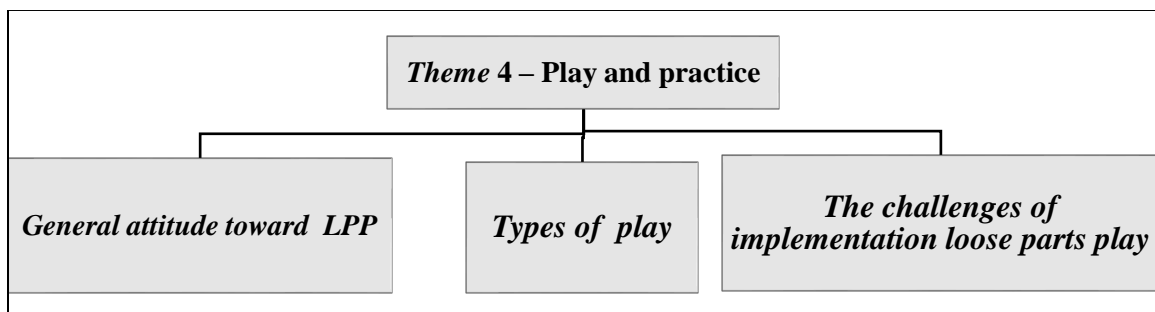 Theme 4 – Play and practice
General attitude toward LPP
Types of play
The challenges of
implementation loose parts play